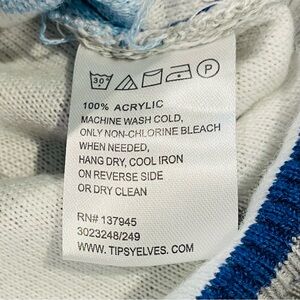 30°
P
100% ACRYLIC
MACHINE WASH COLD,
ONLY NON-CHLORINE BLEACH
WHEN NEEDED,
HANG DRY, COOL IRON
ON REVERSE SIDE
OR DRY CLEAN
RN# 137945
3023248/249
WWW.TIPSYELVES.COM